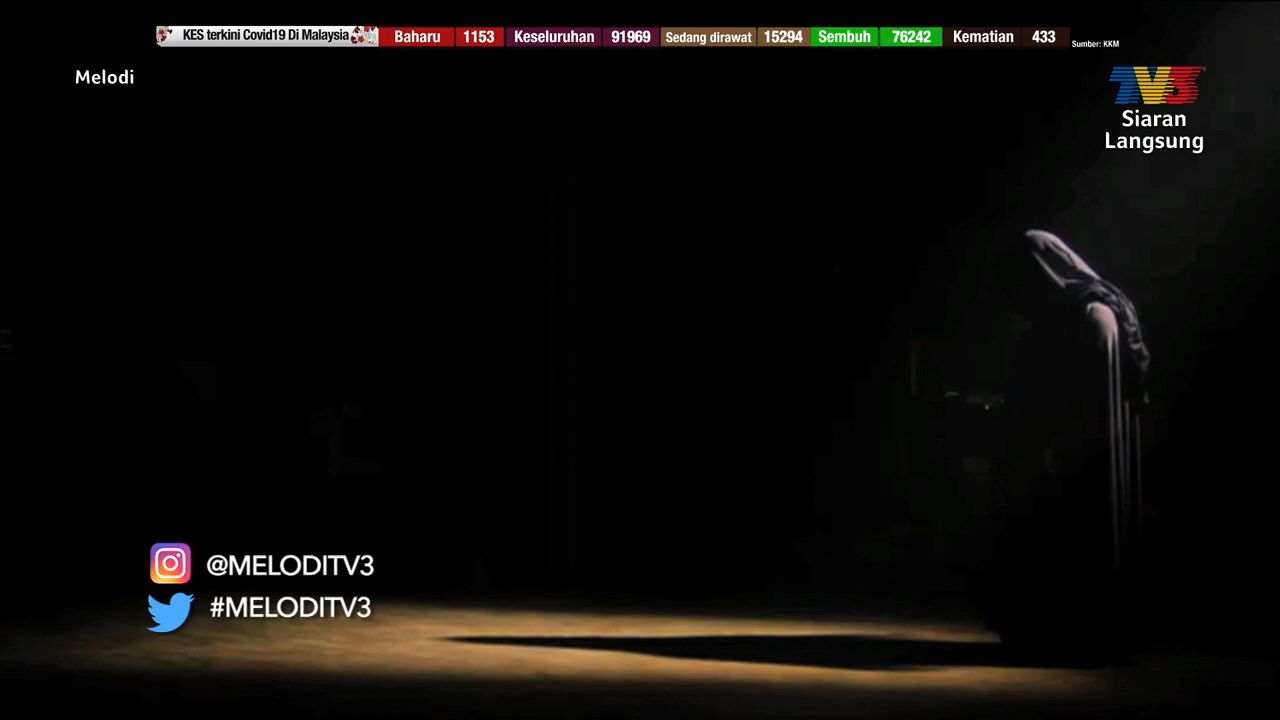 KES terkini Covid19 Di Malaysia Baharu 1153 Keseluruhan 91969 Sedang dirawat 15294 Sembuh 76242 Kematian 433 Sumber: KKM
Melodi
TV3
Siaran
Langsung
@MELODITV3
#MELODITV3